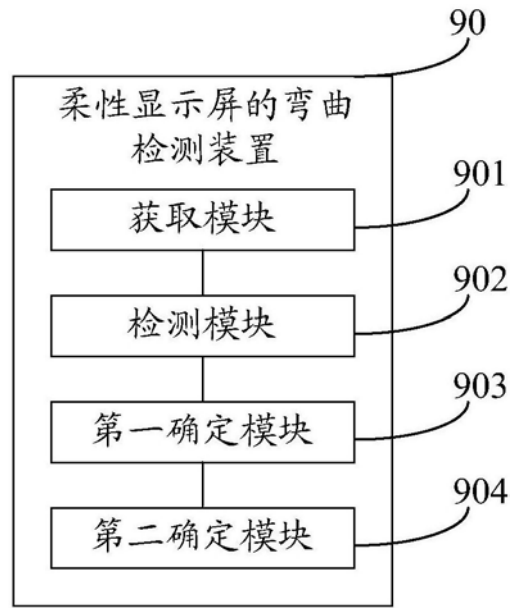 90
柔性显示屏的弯曲
检测装置
901
获取模块
902
检测模块
903
第一确定模块
904
第二确定模块